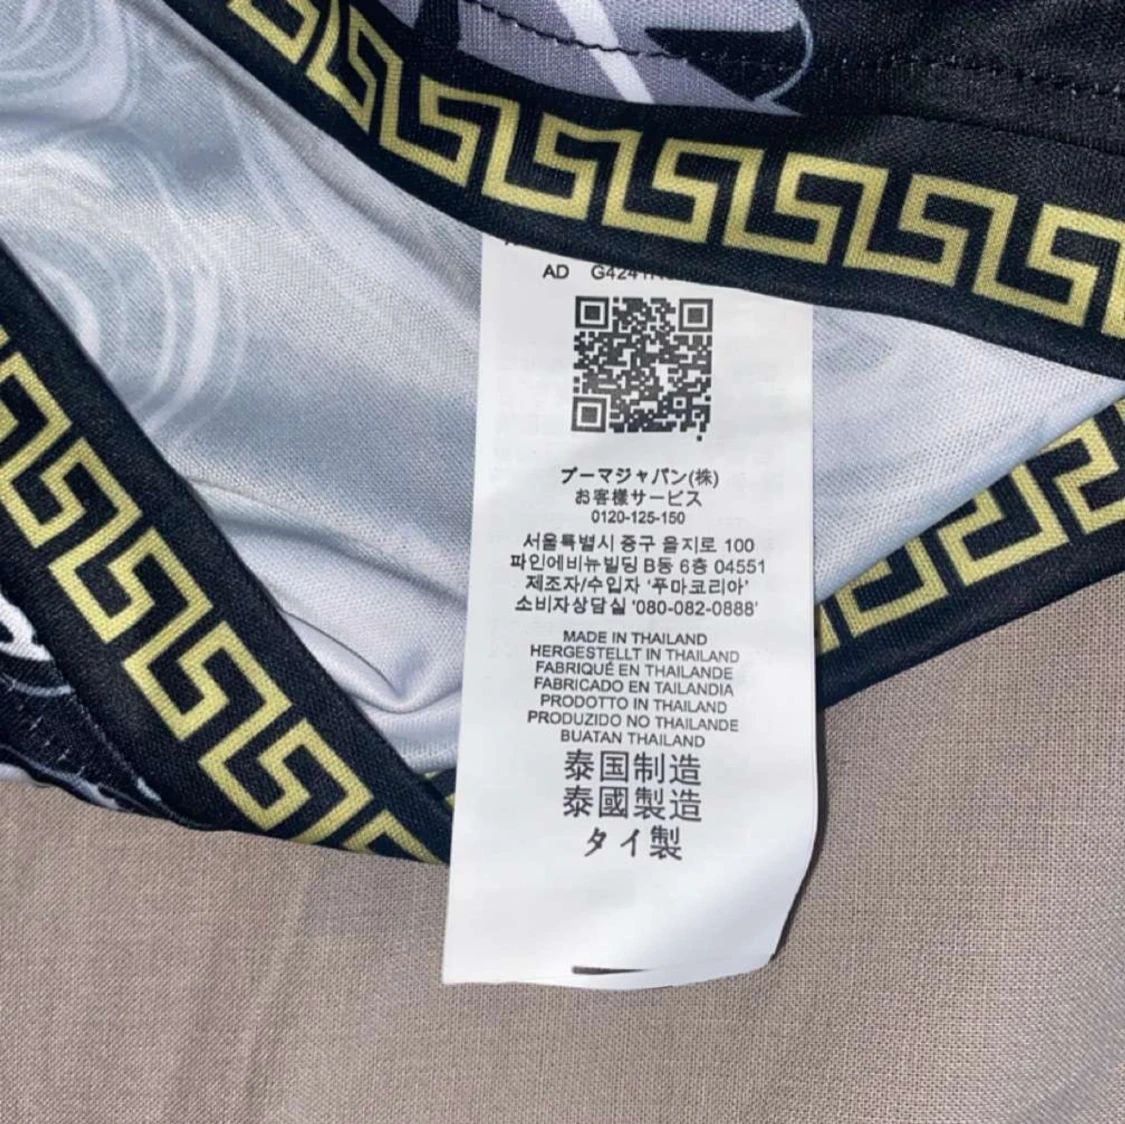 AD
プーマジャパン(株)
お客様サービス
0120-125-150
서울특별시 중구 을지로 100
파인에비뉴빌딩 B동 6층 04551
제조자/수입자 '푸마코리아'
소비자상담실 '080-082-0888'
MADE IN THAILAND
HERGESTELLT IN THAILAND
FABRIQUÉ EN THAILANDE
FABRICADO EN TAILANDIA
PRODOTTO IN THAILAND
PRODUZIDO NO THAILANDE
BUATAN THAILAND
泰国制造
泰國製造
タイ製